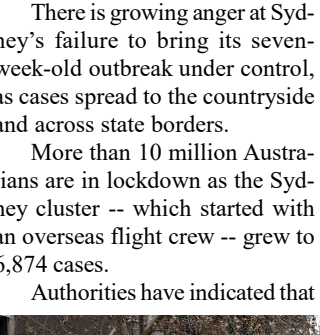 There is growing anger at Syd-
ney's failure to bring its seven-
week-old outbreak under control,
as cases spread to the countryside
and across state borders.
More than 10 million Austra-
lians are in lockdown as the Syd-
ney cluster -- which started with
an overseas flight crew -- grew to
6,874 cases.
Authorities have indicated that